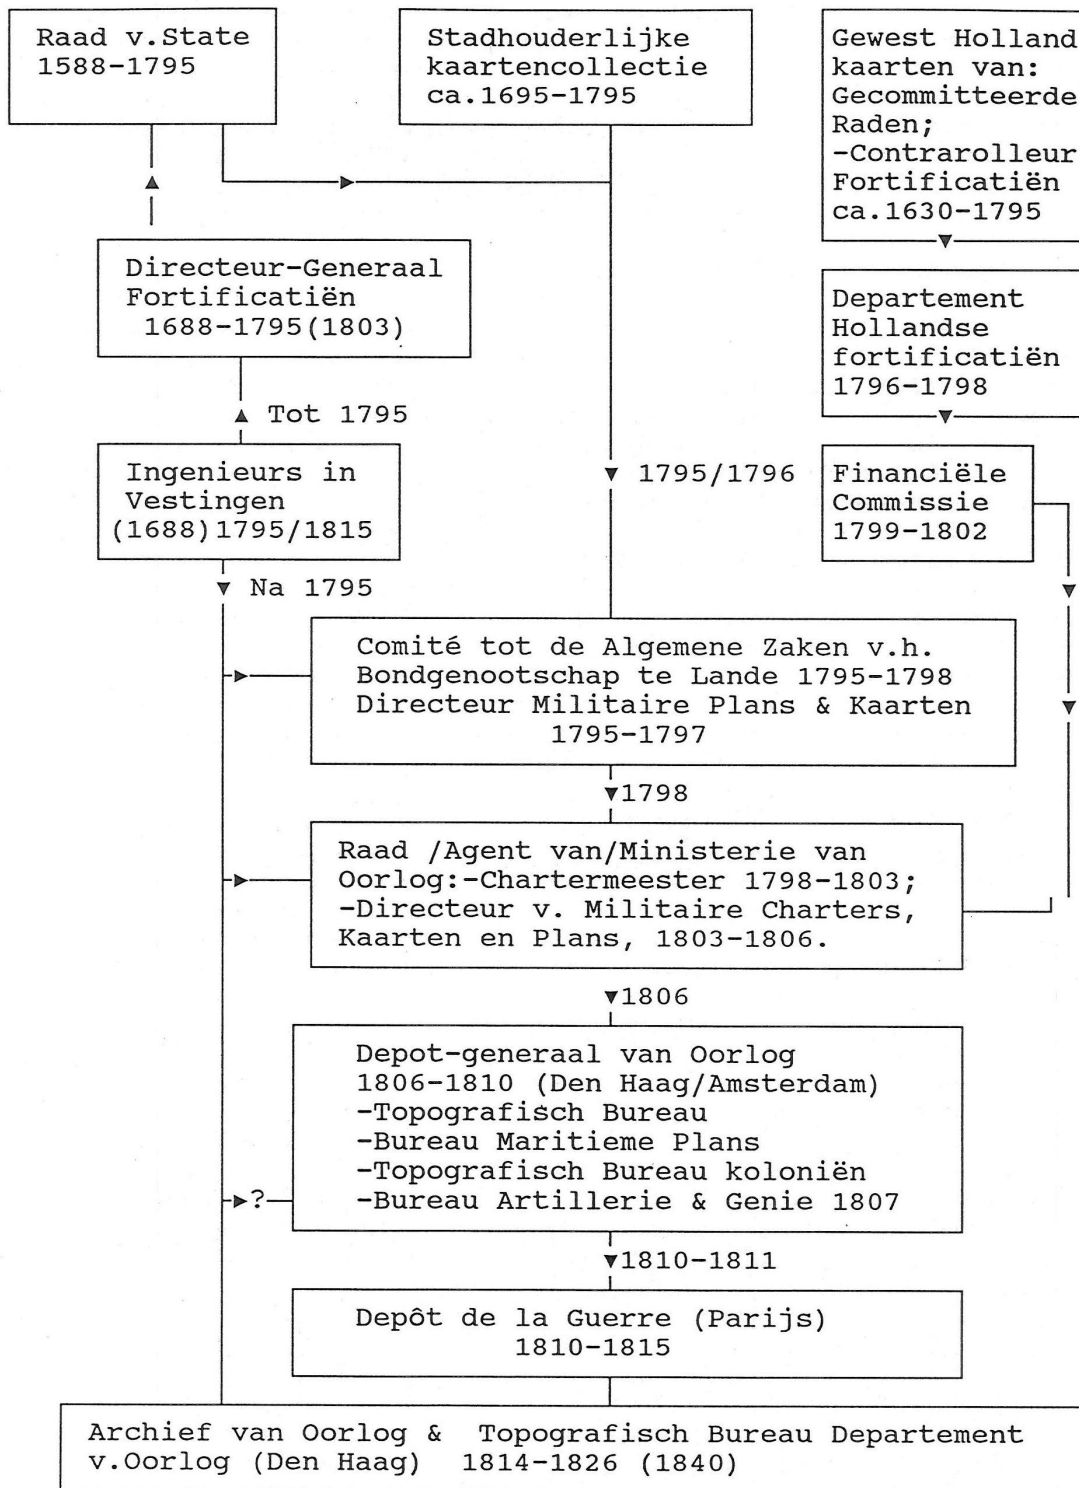 Raad v.State
1588-1795
Stadhouderlijke
kaartencollectie
ca.1695-1795
Gewest Holland
kaarten van:
Gecommitteerde
Raden;
-Contrarolleur
Fortificatiën
ca.1630-1795
Directeur-Generaal
Fortificatiën
1688-1795(1803)
Departement
Hollandse
fortificatiën
1796-1798
Tot 1795
Ingenieurs in
Vestingen
(1688)1795/1815
1795/1796
Financiële
Commissie
1799-1802
Na 1795
Comité tot de Algemene Zaken v.h.
Bondgenootschap te Lande 1795-1798
Directeur Militaire Plans & Kaarten
1795-1797
1798
Raad /Agent van/Ministerie van
Oorlog:-Chartermeester 1798-1803;
-Directeur v. Militaire Charters,
Kaarten en Plans, 1803-1806.
1806
Depot-generaal van Oorlog
1806-1810 (Den Haag/Amsterdam)
-Topografisch Bureau
-Bureau Maritieme Plans
-Topografisch Bureau koloniën
-Bureau Artillerie & Genie 1807
?
1810-1811
Depôt de la Guerre (Parijs)
1810-1815
Archief van Oorlog & Topografisch Bureau Departement
v.Oorlog (Den Haag) 1814-1826 (1840)